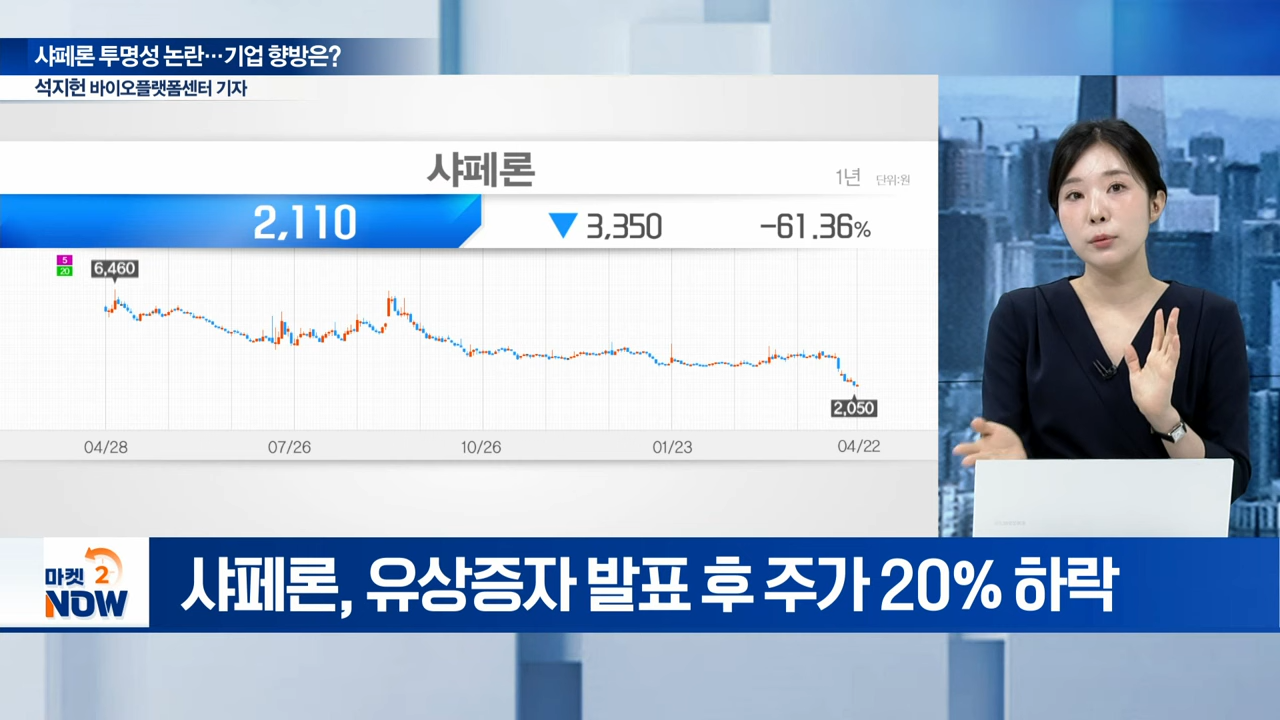 샤페론 투명성 논란…기업 향방은?
석지헌 바이오플랫폼센터 기자
샤페론
1년 단위:원
2,110 ▼ 3,350 -61.36%
5
20
6,460
2,050
04/28 07/26 10/26 01/23 04/22
마켓 2
NOW
샤페론, 유상증자 발표 후 주가 20% 하락